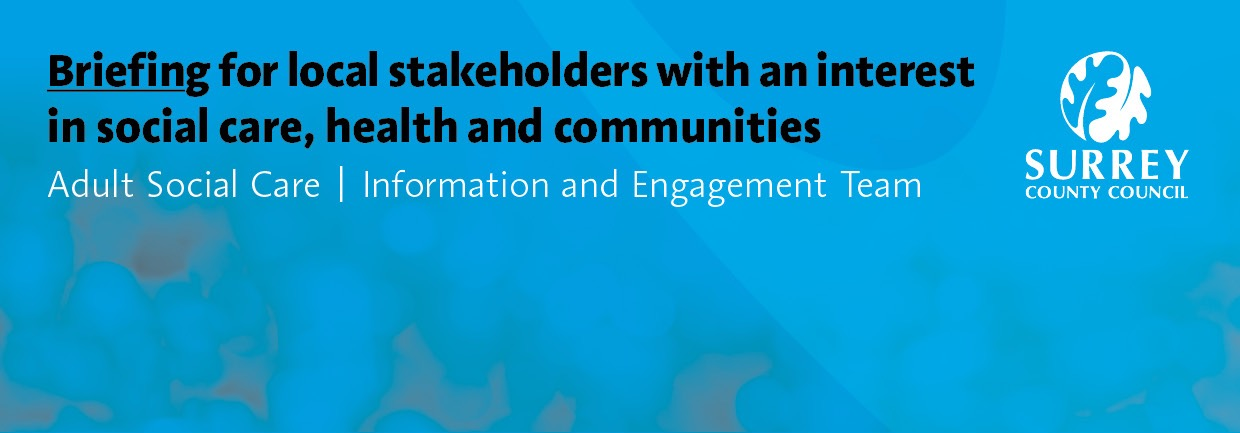 Briefing for local stakeholders with an interest
in social care, health and communities
Adult Social Care | Information and Engagement Team
SURREY
COUNTY COUNCIL